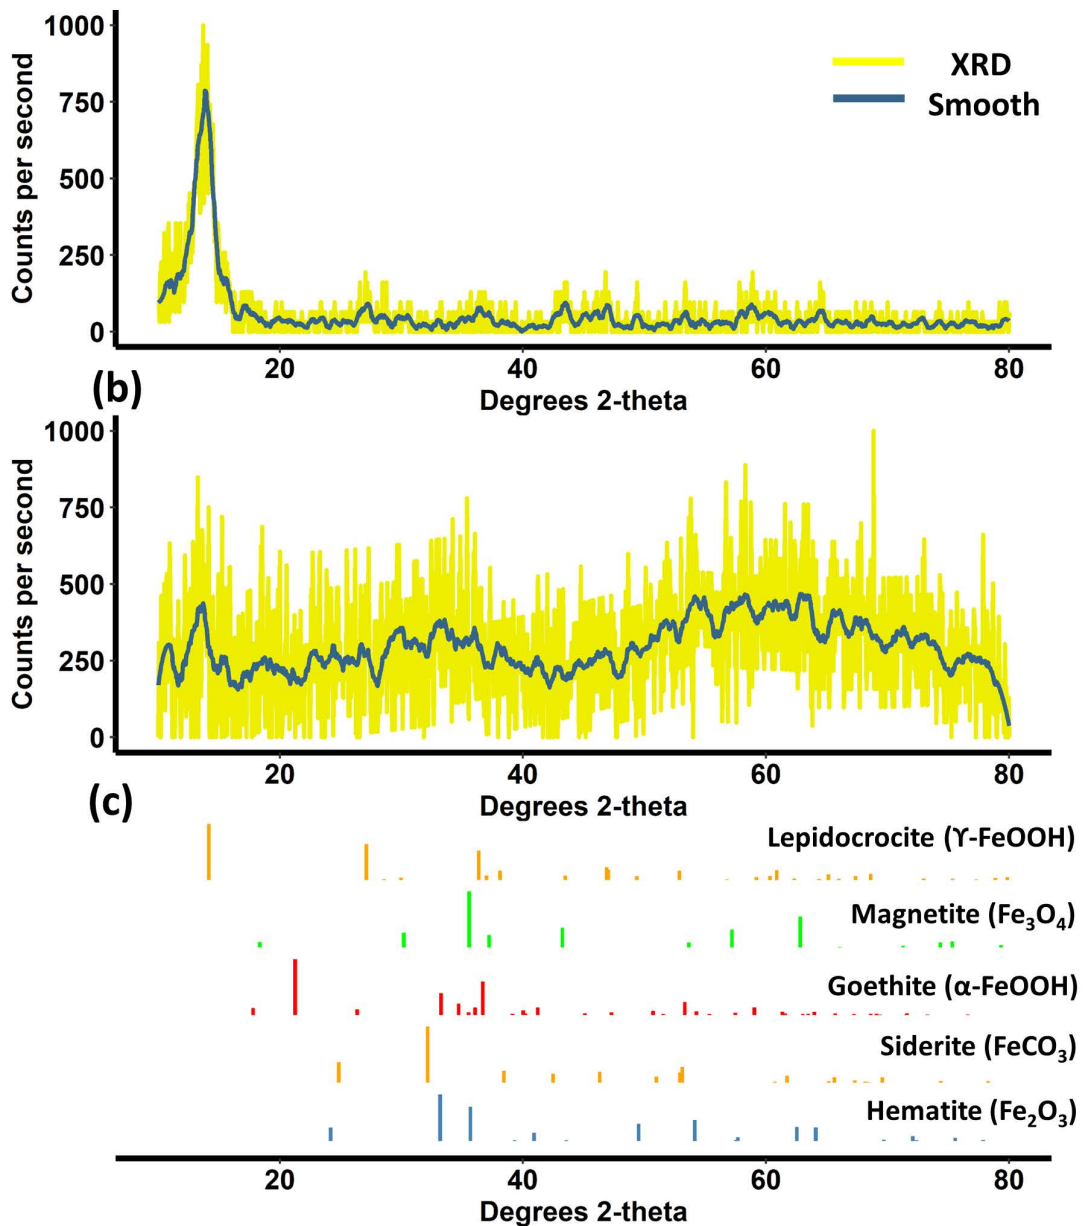 1000
750
500
250
0
Counts per second
XRD
Smooth
20
40
60
80
Degrees 2-theta
(b)
1000
750
500
250
0
Counts per second
20
40
60
80
Degrees 2-theta
(c)
Lepidocrocite (ϒ-FeOOH)
Magnetite (Fe₃O₄)
Goethite (α-FeOOH)
Siderite (FeCO₃)
Hematite (Fe₂O₃)
20
40
60
80
Degrees 2-theta